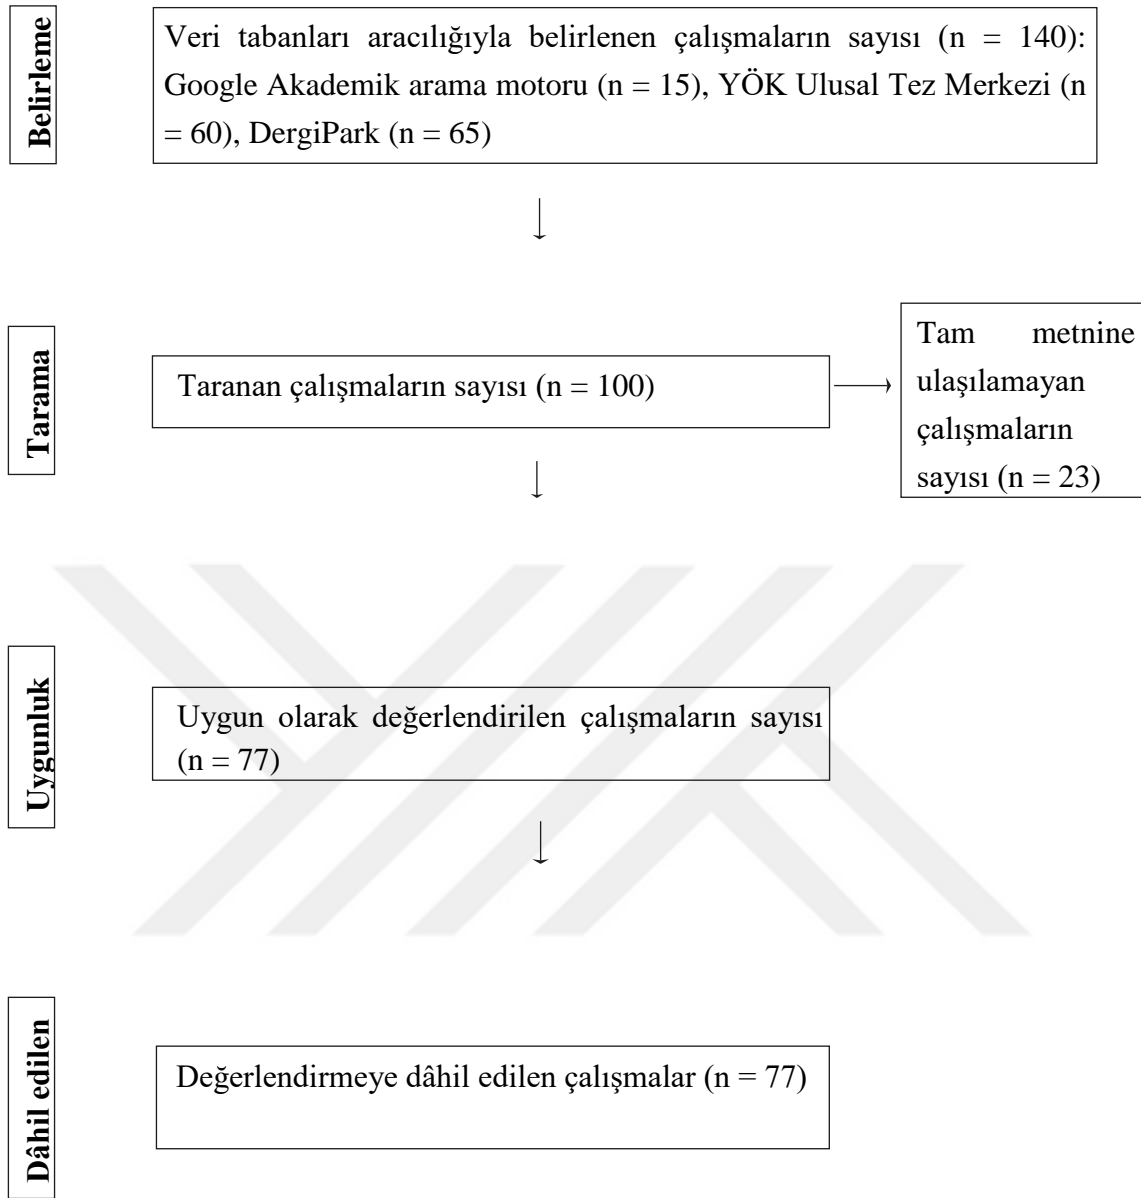 Belirleme
Veri tabanları aracılığıyla belirlenen çalışmaların sayısı (n = 140):
Google Akademik arama motoru (n = 15), YÖK Ulusal Tez Merkezi (n
= 60), DergiPark (n = 65)
Tarama
Taranan çalışmaların sayısı (n = 100)
Tam metnine
ulaşılamayan
çalışmaların
sayısı (n = 23)
Uygunluk
Uygun olarak değerlendirilen çalışmaların sayısı
(n = 77)
Dâhil edilen
Değerlendirmeye dâhil edilen çalışmalar (n = 77)